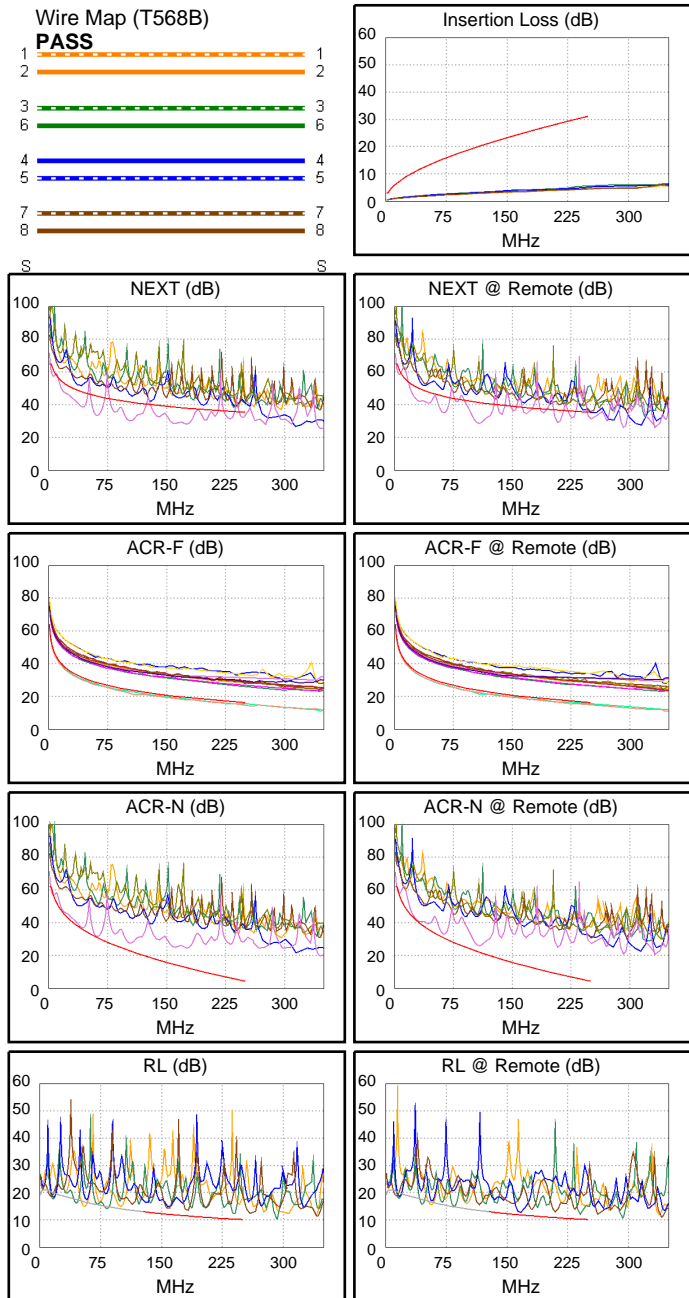 Wire Map (T568B)
PASS
1 1
2 2
3 3
6 6
4 4
5 5
7 7
8 8
S S
Insertion Loss (dB)
60
50
40
30
20
10
0
0 75 150 225 300
MHz
NEXT (dB)
100
80
60
40
20
0
0 75 150 225 300
MHz
NEXT @ Remote (dB)
100
80
60
40
20
0
0 75 150 225 300
MHz
ACR-F (dB)
100
80
60
40
20
0
0 75 150 225 300
MHz
ACR-F @ Remote (dB)
100
80
60
40
20
0
0 75 150 225 300
MHz
ACR-N (dB)
100
80
60
40
20
0
0 75 150 225 300
MHz
ACR-N @ Remote (dB)
100
80
60
40
20
0
0 75 150 225 300
MHz
RL (dB)
60
50
40
30
20
10
0
0 75 150 225 300
MHz
RL @ Remote (dB)
60
50
40
30
20
10
0
0 75 150 225 300
MHz